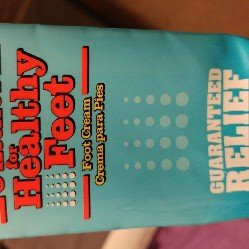 for
Healthy
Feet
Foot Cream
Crema para Pies
GUARANTEED
RELIEF